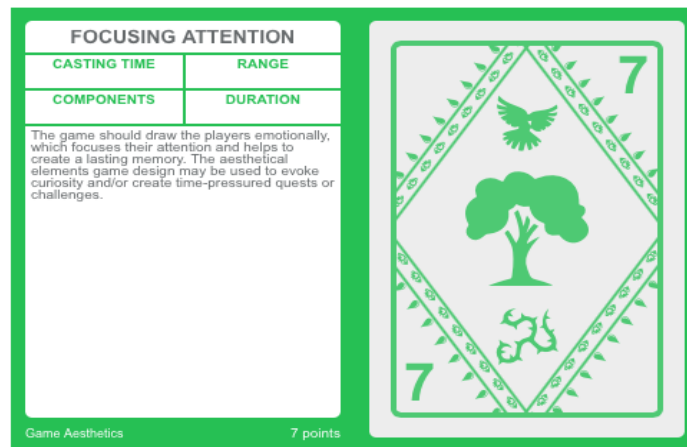 FOCUSING ATTENTION
CASTING TIME
RANGE
COMPONENTS
DURATION
The game should draw the players emotionally,
which focuses their attention and helps to
create a lasting memory. The aesthetical
elements game design may be used to evoke
curiosity and/or create time-pressured quests or
challenges.
Game Aesthetics
7 points
7
7